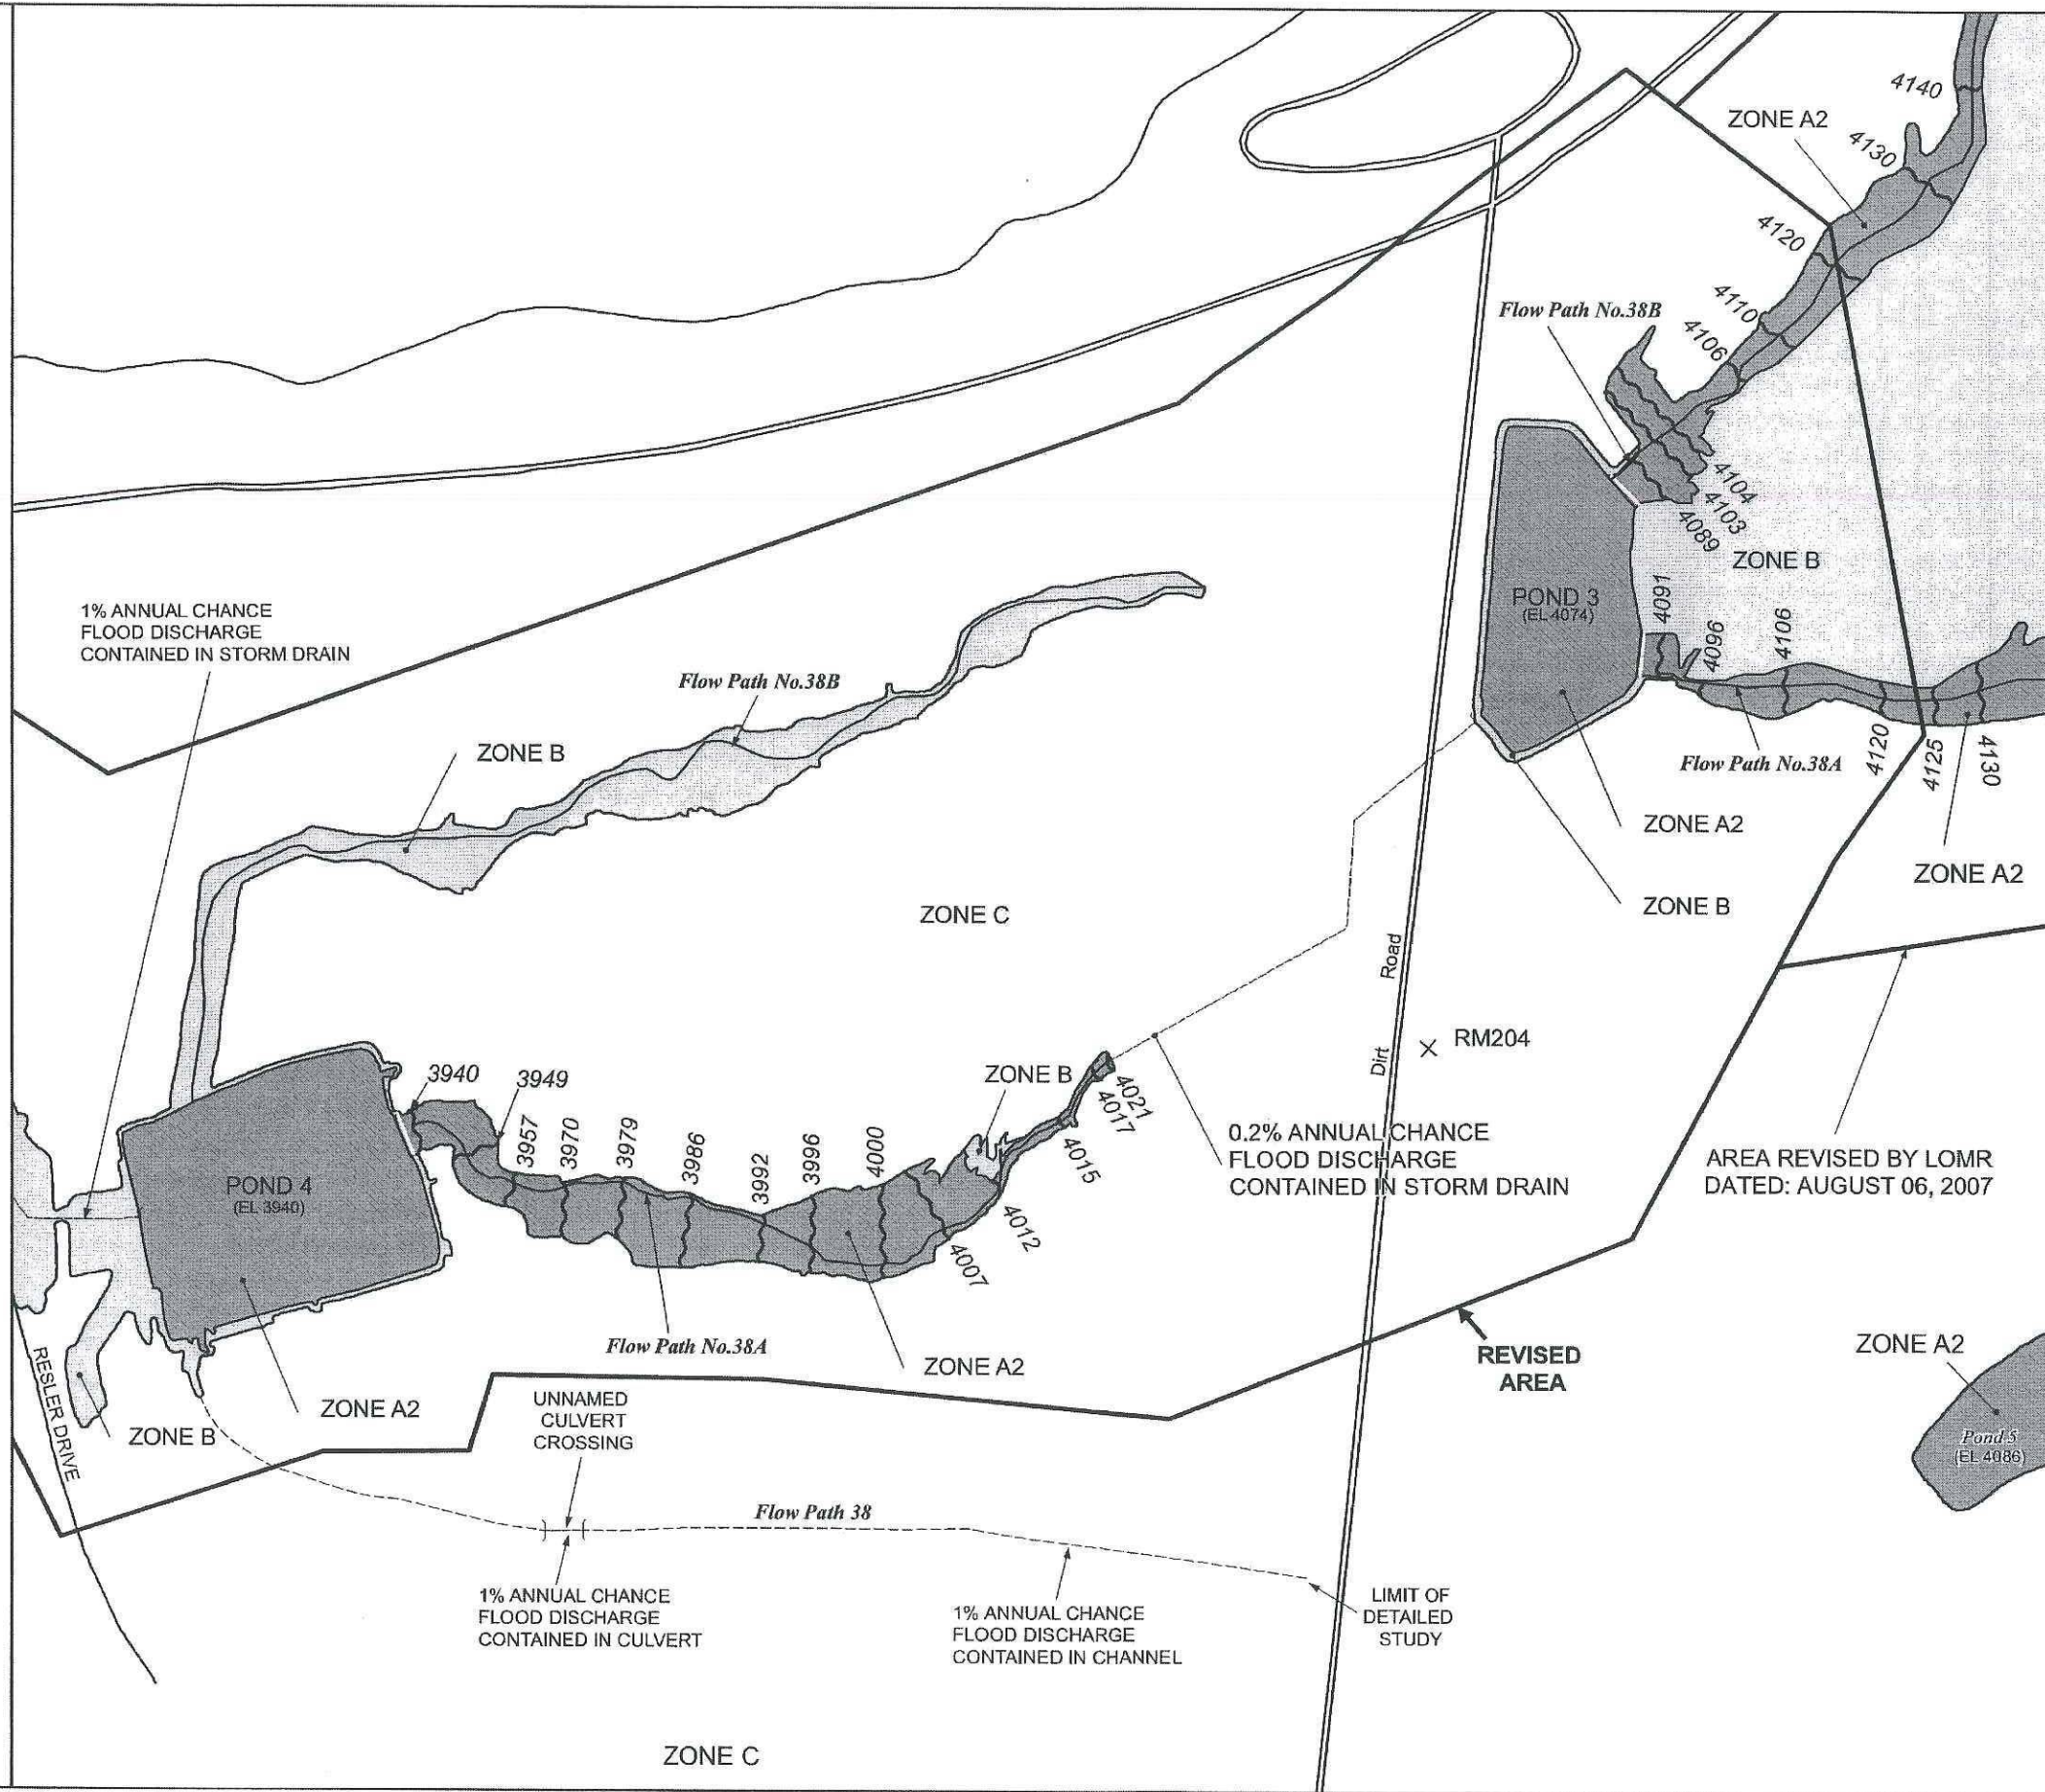 4140
ZONE A2
4130
4120
4110
4106
Flow Path No.38B
4104
4103
4089
ZONE B
4091
4096
4106
POND 3
(EL 4074)
4120
4125
4130
Flow Path No.38A
ZONE A2
ZONE A2
ZONE B
1% ANNUAL CHANCE
FLOOD DISCHARGE
CONTAINED IN STORM DRAIN
Flow Path No.38B
ZONE B
ZONE C
Dirt Road
RM204
3940
3949
3957
3970
3979
3986
3992
3996
4000
ZONE B
4021
4017
4015
4012
4007
0.2% ANNUAL CHANCE
FLOOD DISCHARGE
CONTAINED IN STORM DRAIN
AREA REVISED BY LOMR
DATED: AUGUST 06, 2007
POND 4
(EL 3940)
Flow Path No.38A
ZONE A2
REVISED
AREA
ZONE A2
Pond 5
(EL 4086)
RESLER DRIVE
ZONE B
ZONE A2
UNNAMED
CULVERT
CROSSING
Flow Path 38
1% ANNUAL CHANCE
FLOOD DISCHARGE
CONTAINED IN CULVERT
1% ANNUAL CHANCE
FLOOD DISCHARGE
CONTAINED IN CHANNEL
LIMIT OF
DETAILED
STUDY
ZONE C